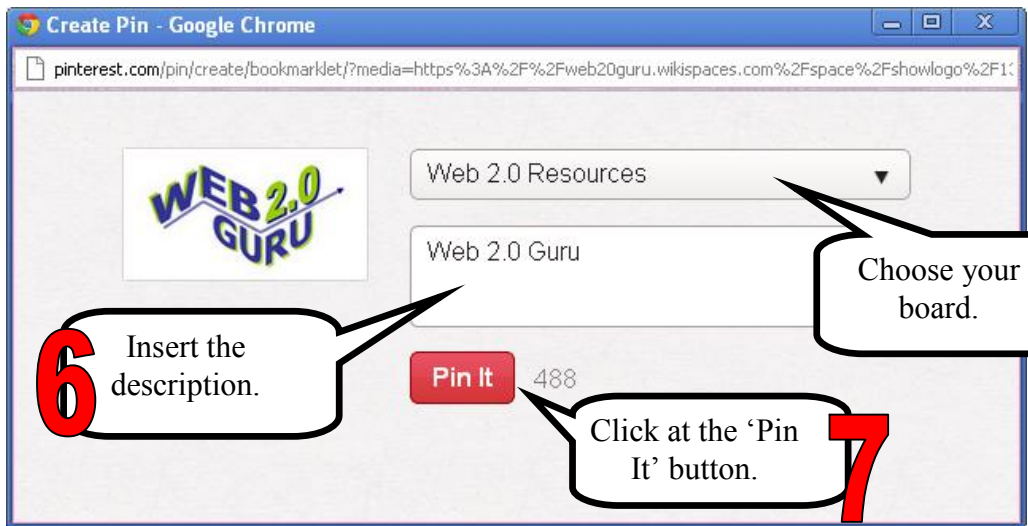 Create Pin - Google Chrome
pinterest.com/pin/create/bookmarklet/?media=https%3A%2F%2Fweb20guru.wikispaces.com%2Fspace%2Fshowlogo%2F13
WEB 2.0
GURU
Web 2.0 Resources
Web 2.0 Guru
Choose your
board.
6
Insert the
description.
Pin It
488
Click at the ‘Pin
It’ button.
7